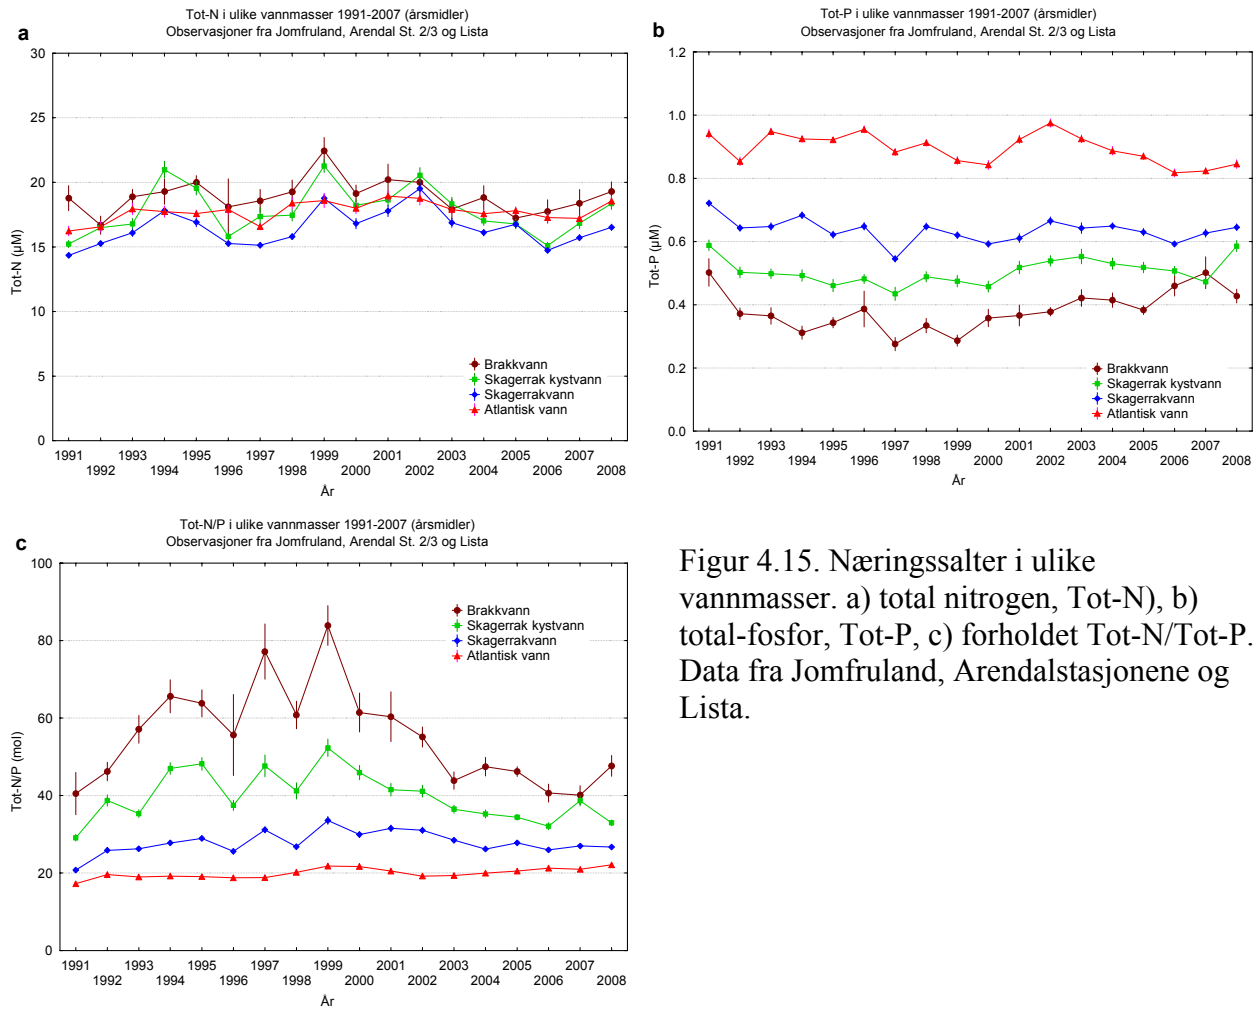 Tot-N i ulike vannmasser 1991-2007 (årsmidler)
Observasjoner fra Jomfruland, Arendal St. 2/3 og Lista
a
30
25
20
15
10
5
0
Tot-N (µM)
Brakkvann
Skagerrak kystvann
Skagerrakvann
Atlantisk vann
1991 1993 1995 1997 1999 2001 2003 2005 2007
1992 1994 1996 1998 2000 2002 2004 2006 2008
År
Tot-P i ulike vannmasser 1991-2007 (årsmidler)
Observasjoner fra Jomfruland, Arendal St. 2/3 og Lista
b
1.2
1.0
0.8
0.6
0.4
0.2
0.0
Tot-P (µM)
Brakkvann
Skagerrak kystvann
Skagerrakvann
Atlantisk vann
1991 1993 1995 1997 1999 2001 2003 2005 2007
1992 1994 1996 1998 2000 2002 2004 2006 2008
År
Tot-N/P i ulike vannmasser 1991-2007 (årsmidler)
Observasjoner fra Jomfruland, Arendal St. 2/3 og Lista
c
100
80
60
40
20
0
Tot-N/P (mol)
Brakkvann
Skagerrak kystvann
Skagerrakvann
Atlantisk vann
1991 1993 1995 1997 1999 2001 2003 2005 2007
1992 1994 1996 1998 2000 2002 2004 2006 2008
År
Figur 4.15. Næringssalter i ulike
vannmasser. a) total nitrogen, Tot-N), b)
total-fosfor, Tot-P, c) forholdet Tot-N/Tot-P.
Data fra Jomfruland, Arendalstasjonene og
Lista.